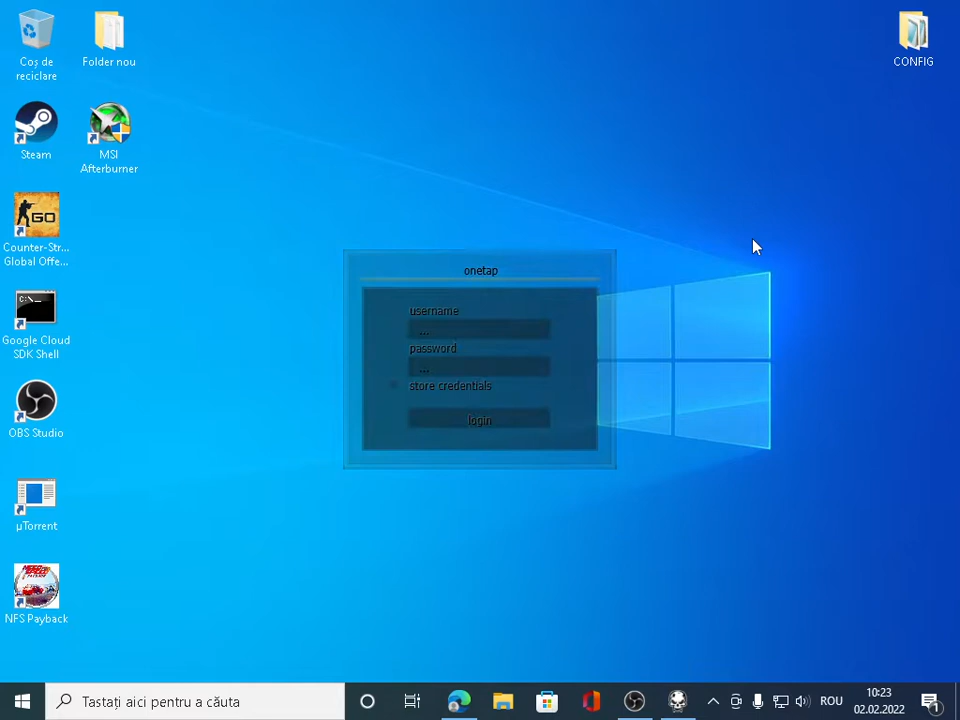 Coș de
reciclare
Folder nou
CONFIG
Steam
MSI
Afterburner
GO
Counter-Str...
Global Offe...
C:\
Google Cloud
SDK Shell
OBS Studio
µTorrent
NFS Payback
onetap
username
...
password
...
store credentials
login
Tastați aici pentru a căuta
ROU
10:23
02.02.2022
1